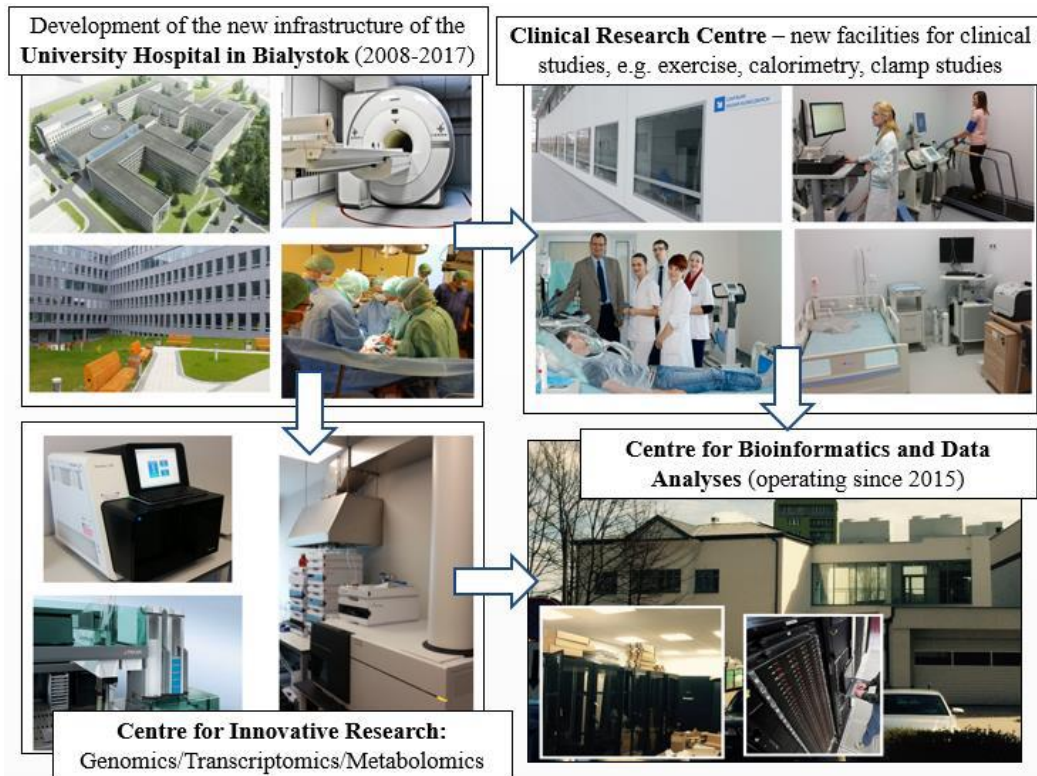 Development of the new infrastructure of the
University Hospital in Bialystok (2008-2017)
Clinical Research Centre – new facilities for clinical
studies, e.g. exercise, calorimetry, clamp studies
Centre for Bioinformatics and Data
Analyses (operating since 2015)
Centre for Innovative Research:
Genomics/Transcriptomics/Metabolomics